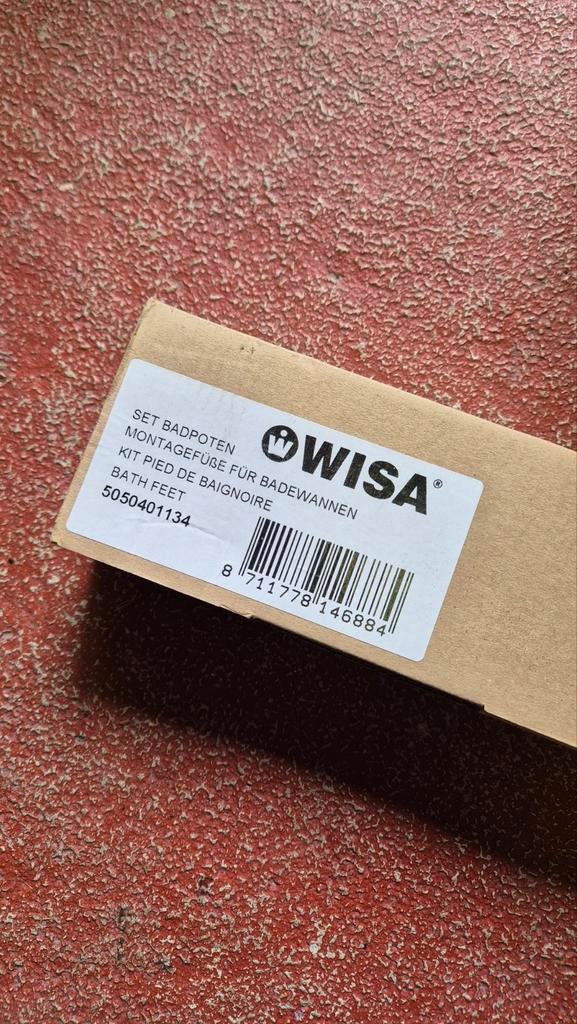 WISA®
SET BADPOTEN
MONTAGEFÜßE FÜR BADEWANNEN
KIT PIED DE BAIGNOIRE
BATH FEET
5050401134
8 711778 146884